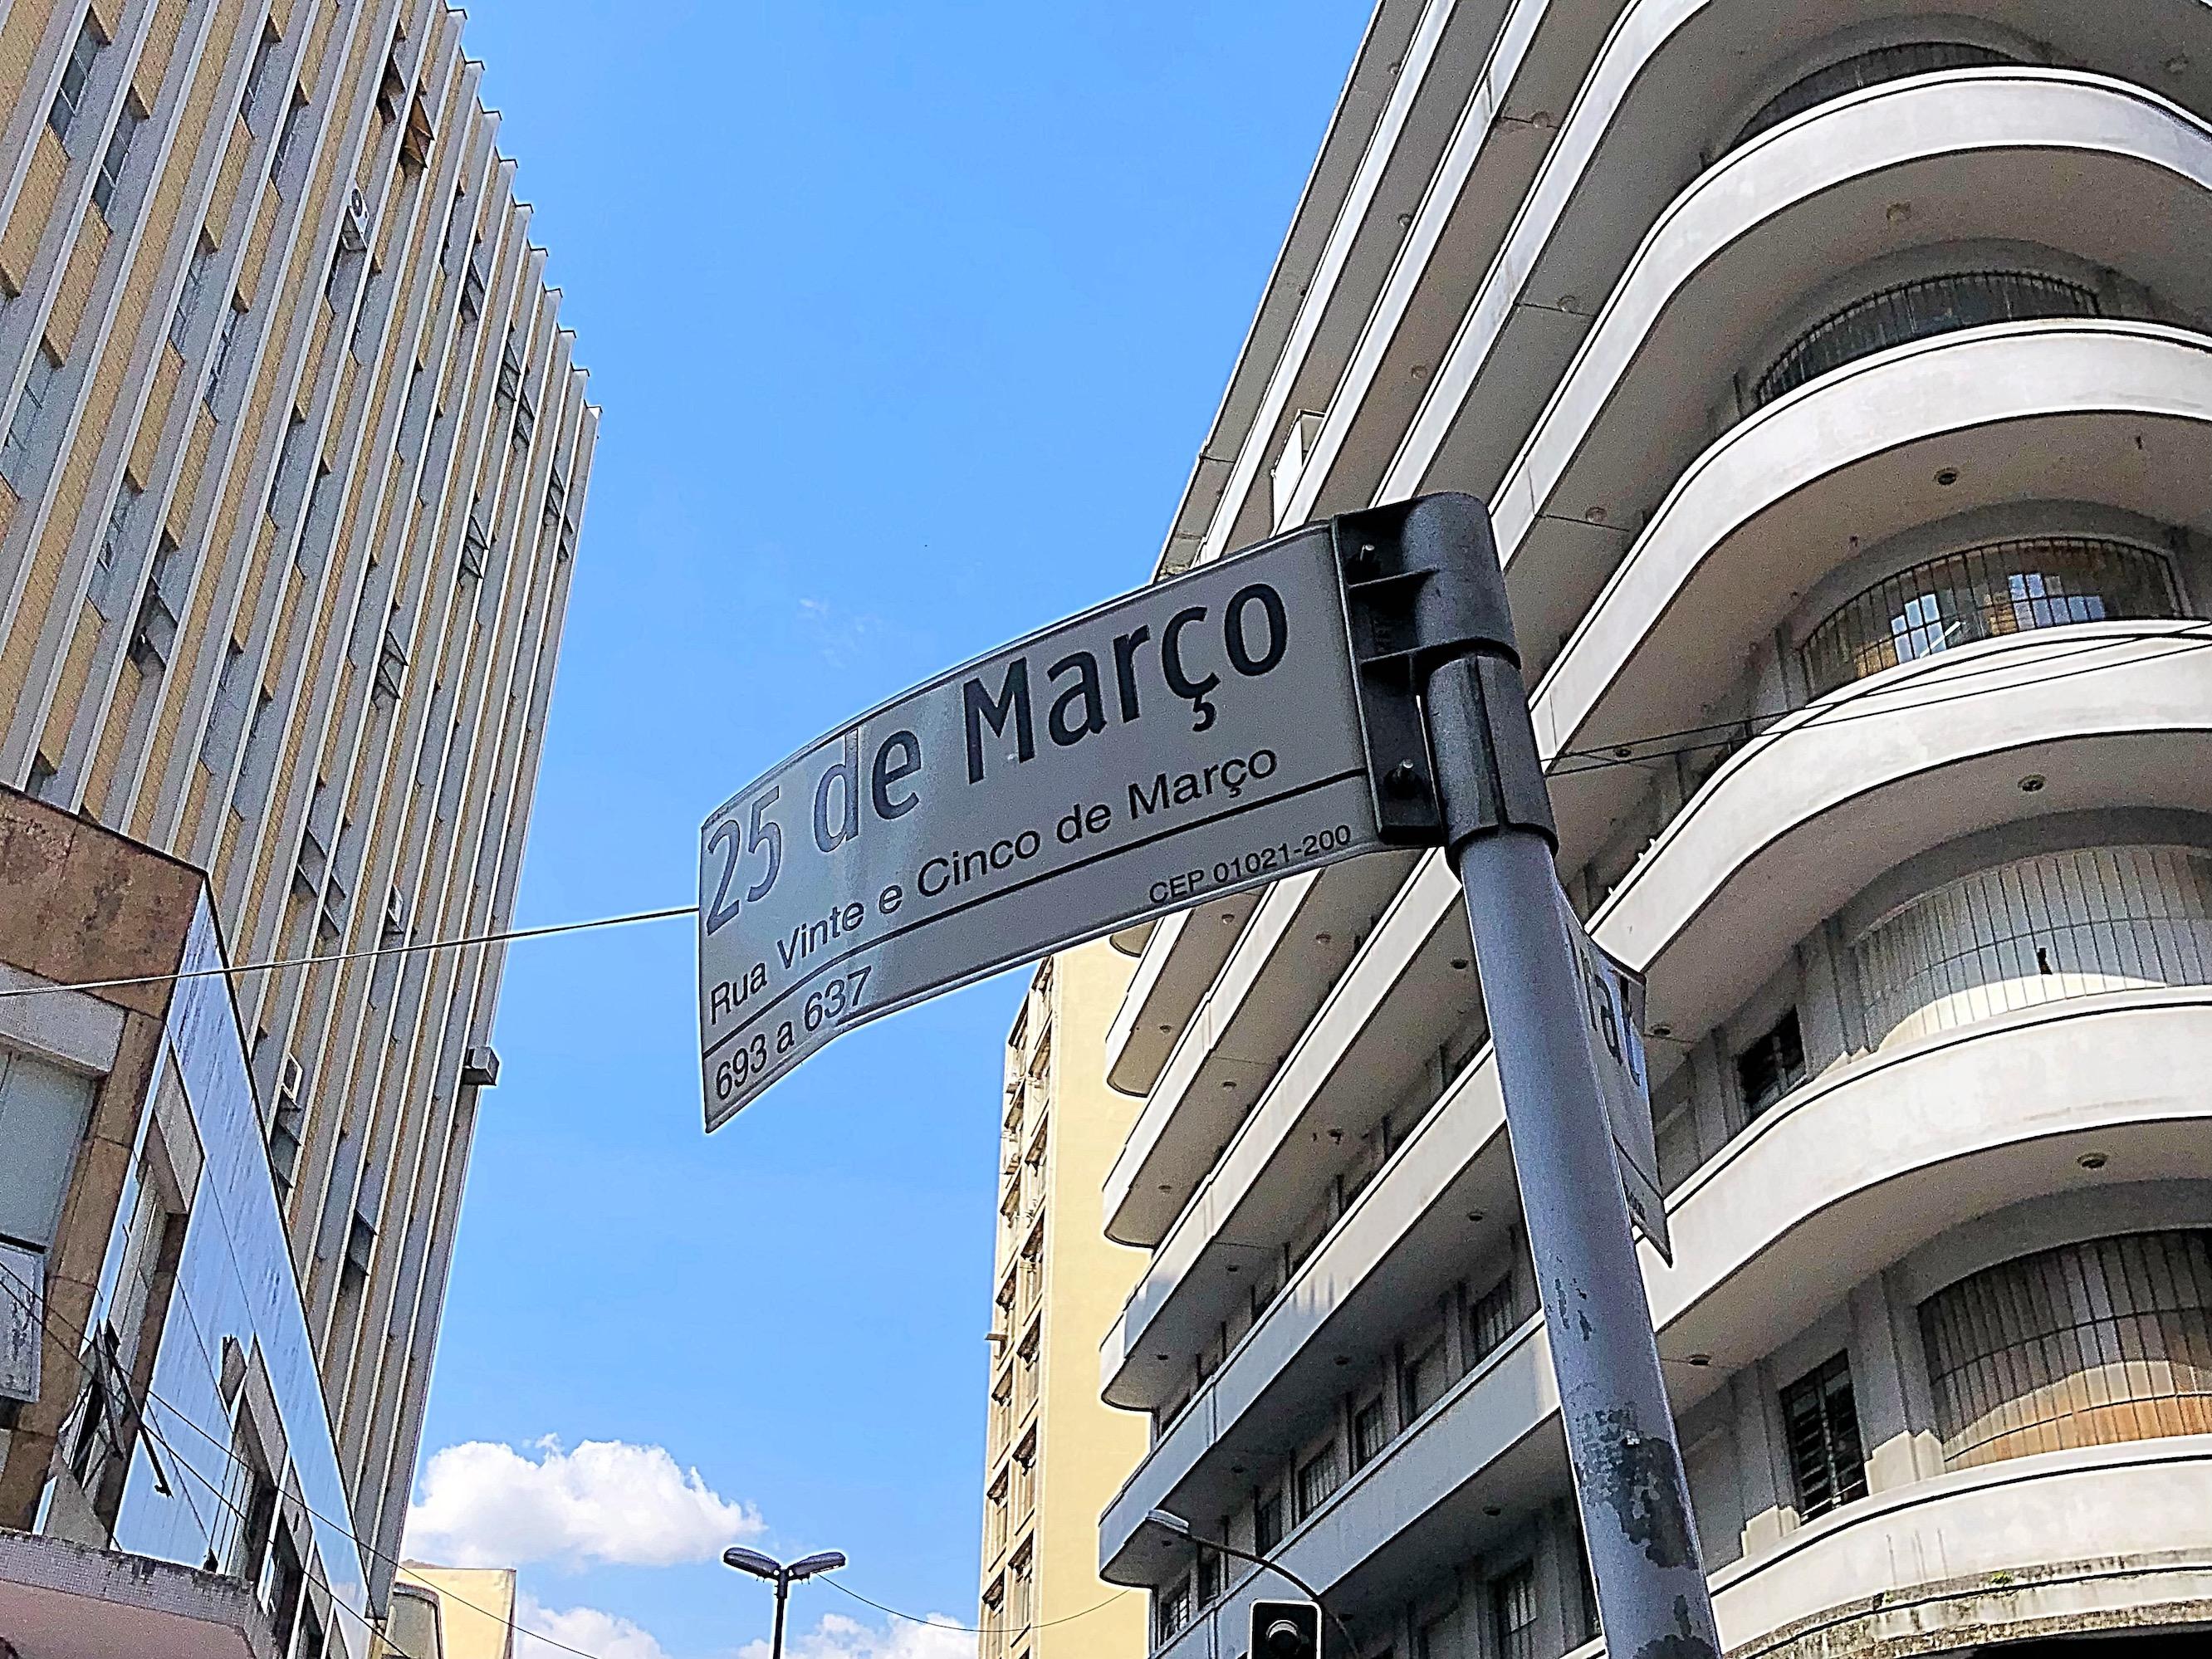 25 de Março
Rua Vinte e Cinco de Março
693 a 637
CEP 01021-200